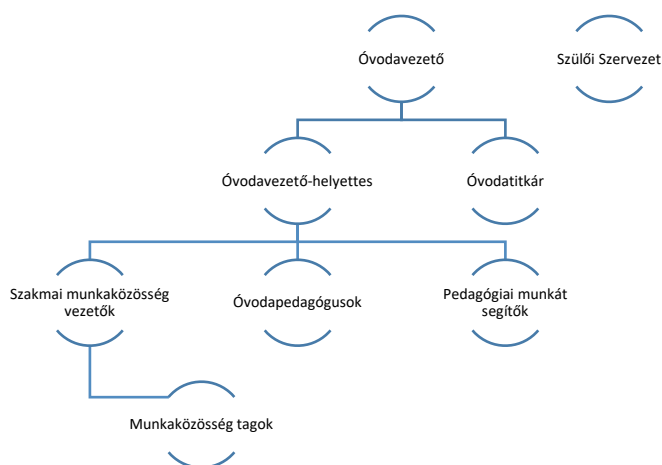 Óvodavezető
Szülői Szervezet
Óvodavezető-helyettes
Óvodatitkár
Szakmai munkaközösség
vezetők
Óvodapedagógusok
Pedagógiai munkát
segítők
Munkaközösség tagok